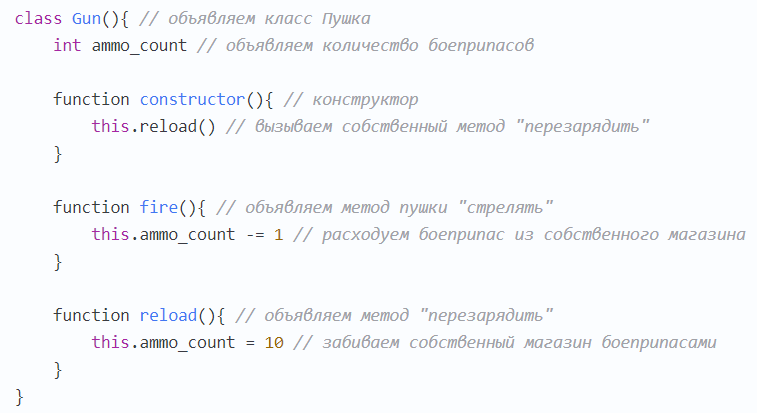 class Gun(){ // объявляем класс Пушка
    int ammo_count // объявляем количество боеприпасов

    function constructor(){ // конструктор
        this.reload() // вызываем собственный метод "перезарядить"
    }

    function fire(){ // объявляем метод пушки "стрелять"
        this.ammo_count -= 1 // расходуем боеприпас из собственного магазина
    }

    function reload(){ // объявляем метод "перезарядить"
        this.ammo_count = 10 // забиваем собственный магазин боеприпасами
    }
}